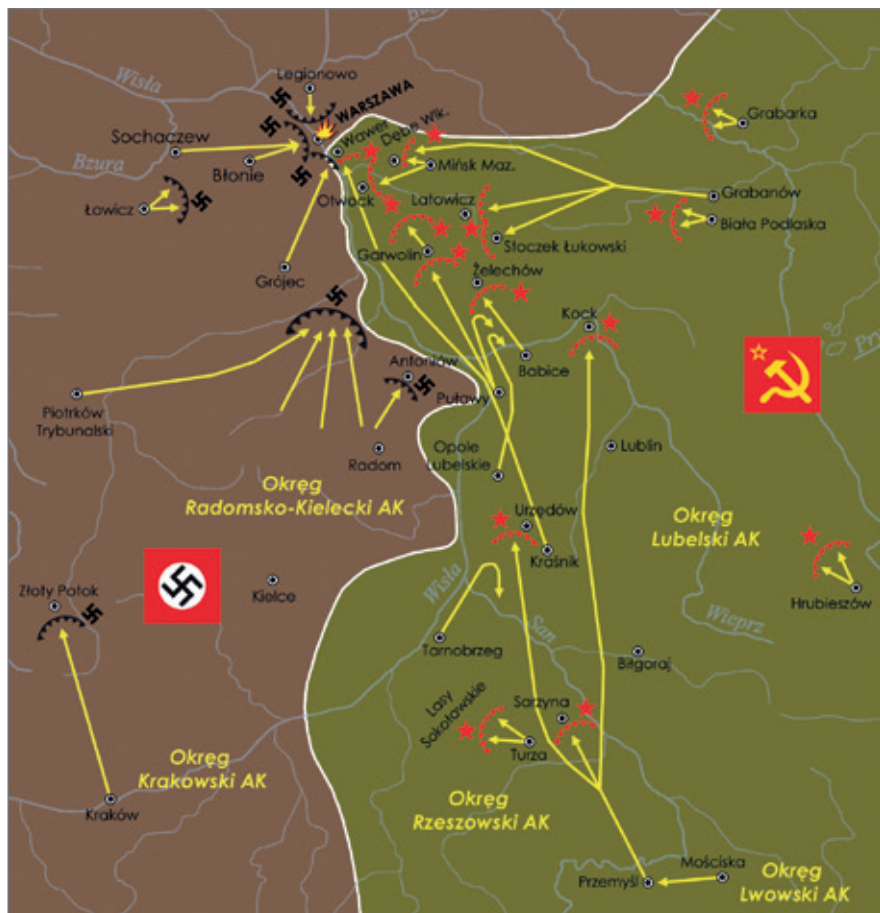 Wisła
Legionowo
WARSZAWA
Sochaczew
Wawer
Dębe Wlk.
Grabarka
Bzura
Błonie
Mińsk Maz.
Otwock
Grabanów
Łowicz
Latowicz
Biała Podlaska
Stoczek Łukowski
Garwolin
Grójec
Żelechów
Kock
Antoniów
Babice
Piotrków
Trybunalski
Puławy
Radom
Opole
Lubelskie
Lublin
Okręg
Radomsko-Kielecki AK
Urzędów
Okręg
Lubelski AK
Kraśnik
Złoty Potok
Kielce
Wisła
Hrubieszów
San
Wieprz
Tarnobrzeg
Biłgoraj
Lasy
Sokołowskie
Sarzyna
Turza
Okręg
Krakowski AK
Kraków
Okręg
Rzeszowski AK
Mościska
Przemyśl
Okręg
Lwowski AK